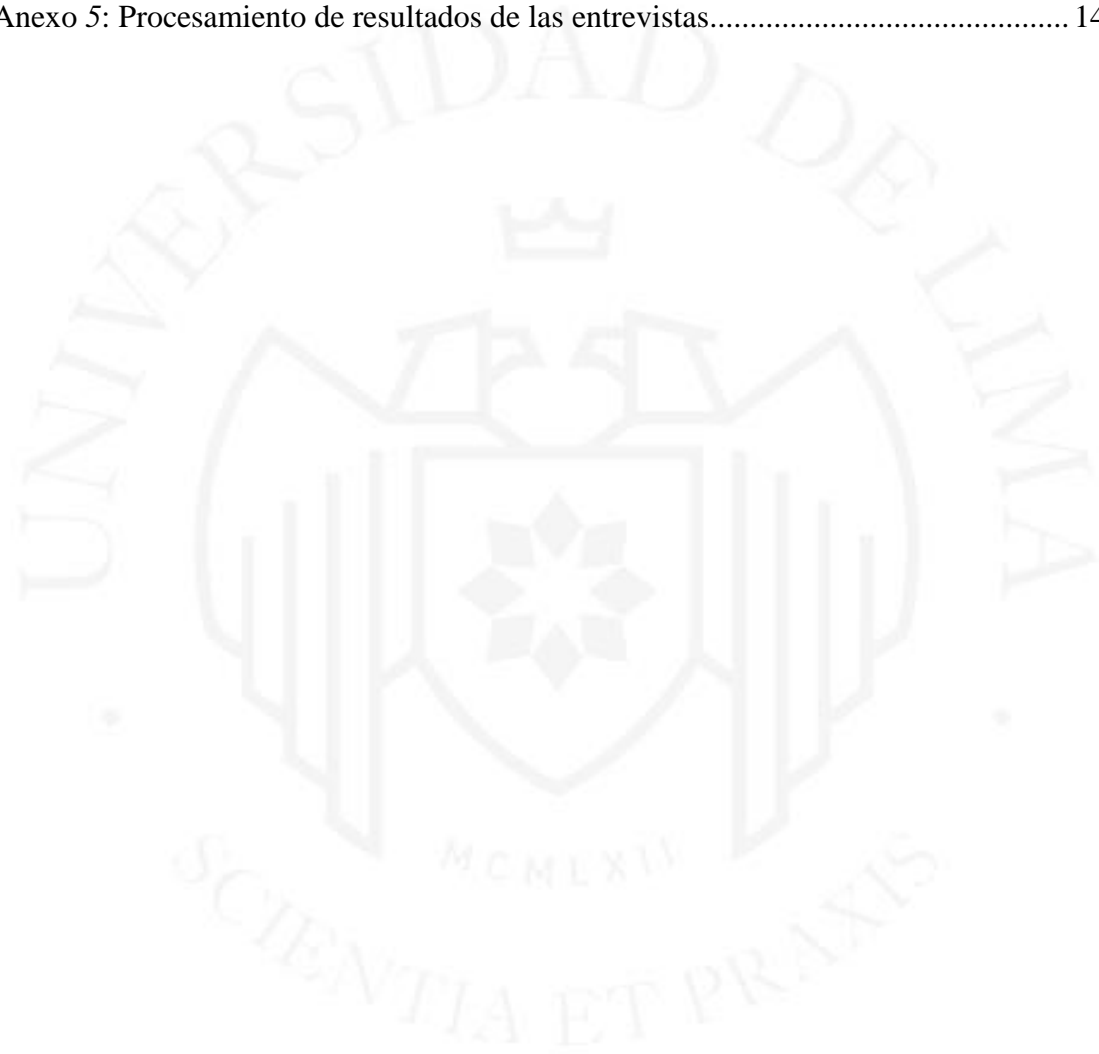 Anexo 5: Procesamiento de resultados de las entrevistas........................................ 14
UNIVERSIDAD DE LIMA
MCMLXII
SCIENTIA ET PRAXIS